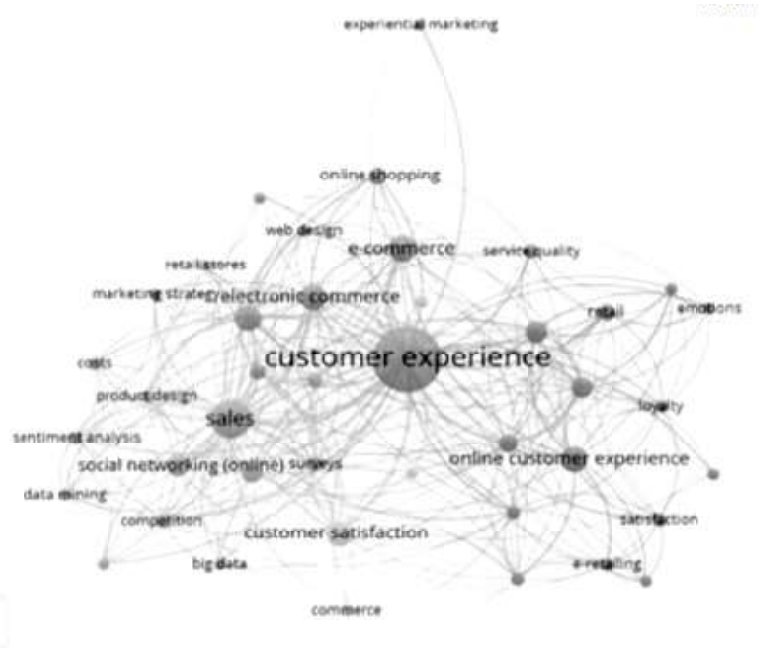 experiential marketing
online shopping
web design
e-commerce
service quality
retail stores
marketing strategy
electronic commerce
emotions
retail
customer experience
costs
product design
loyalty
sales
sentiment analysis
online customer experience
social networking (online)
surveys
data mining
competition
satisfaction
customer satisfaction
big data
e-retailing
commerce